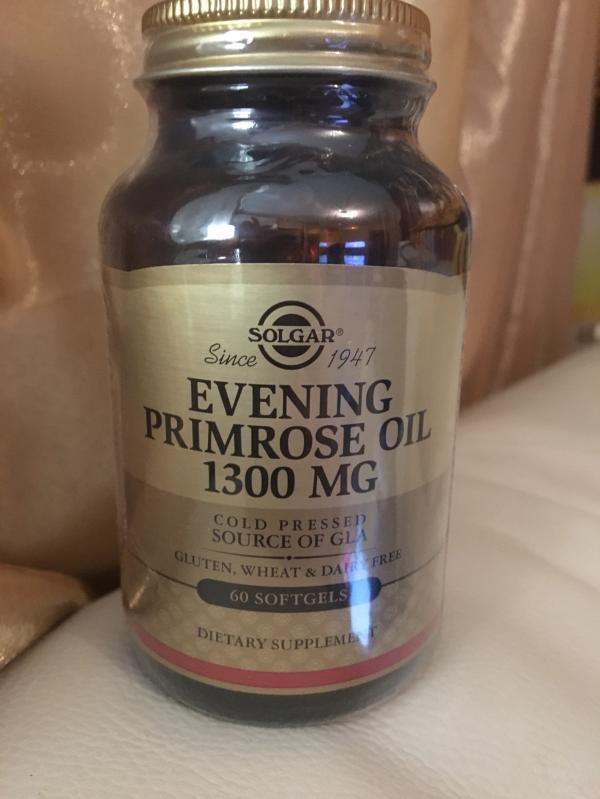 SOLGAR®
Since 1947
EVENING
PRIMROSE OIL
1300 MG
COLD PRESSED
SOURCE OF GLA
GLUTEN, WHEAT & DAIRY FREE
60 SOFTGELS
DIETARY SUPPLEMENT